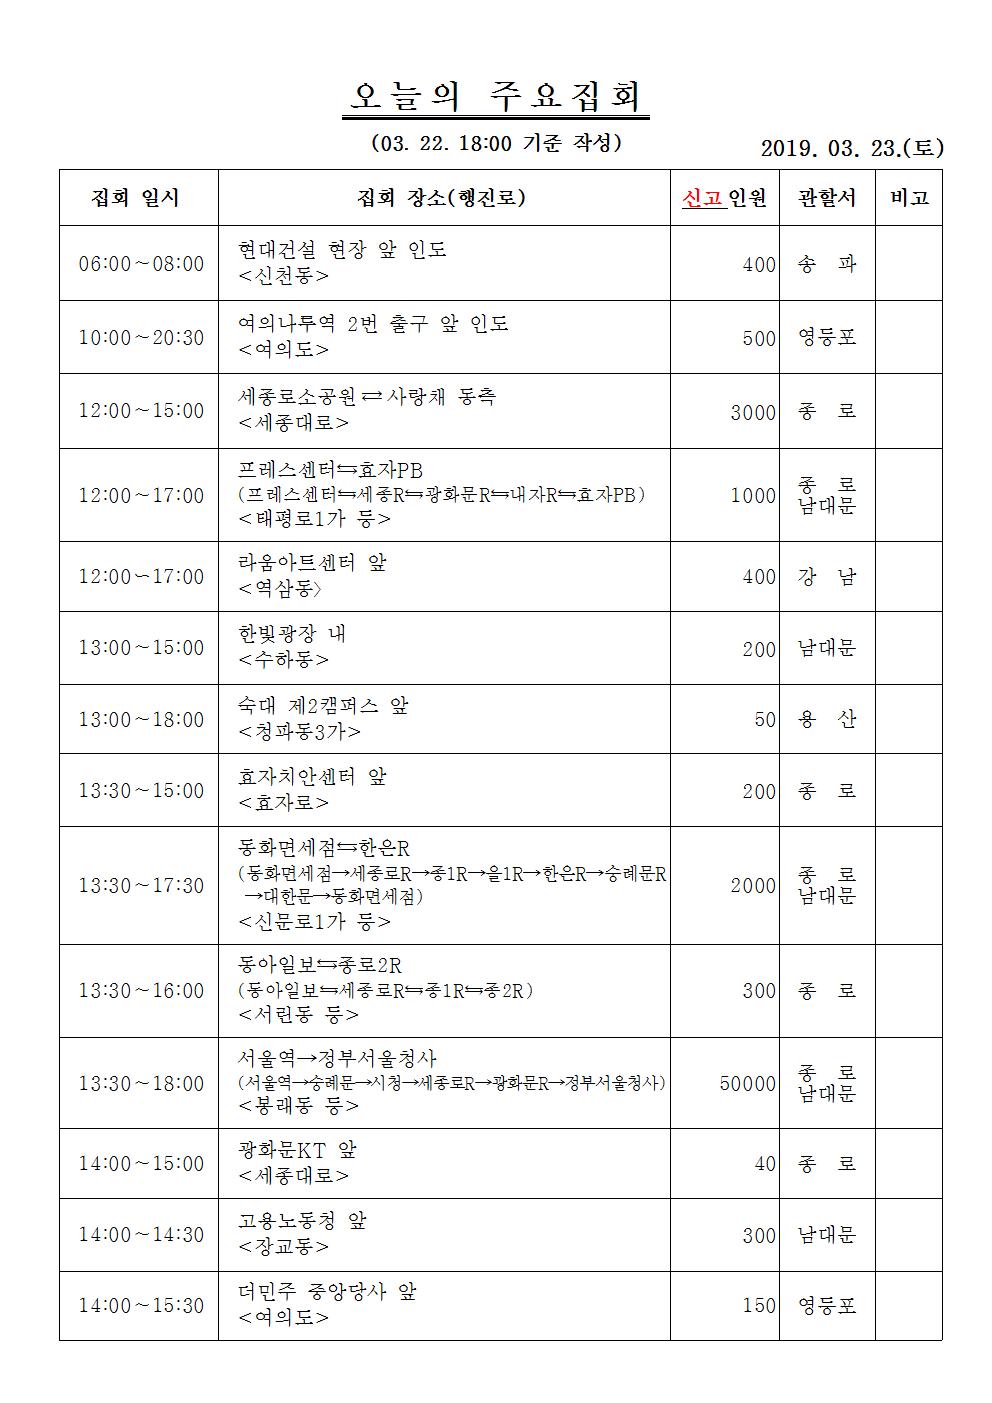 오늘의 주요집회
(03. 22. 18:00 기준 작성)
2019. 03. 23.(토)
집회 일시 집회 장소(행진로) 신고인원 관할서 비고
06:00~08:00 현대건설 현장 앞 인도 400 송 파
<신천동>
10:00~20:30 여의나루역 2번 출구 앞 인도 500 영등포
<여의도>
12:00~15:00 세종로소공원⇄사랑채 동측 3000 종 로
<세종대로>
12:00~17:00 프레스센터⇆효자PB 1000 종 로
(프레스센터⇆세종R⇆광화문R⇆내자R⇆효자PB) 남대문
<태평로1가 등>
12:00~17:00 라움아트센터 앞 400 강 남
<역삼동〉
13:00~15:00 한빛광장 내 200 남대문
<수하동>
13:00~18:00 숙대 제2캠퍼스 앞 50 용 산
<청파동3가>
13:30~15:00 효자치안센터 앞 200 종 로
<효자로>
13:30~17:30 동화면세점⇆한은R 2000 종 로
(동화면세점→세종로R→종1R→을1R→한은R→숭례문R 남대문
→대한문→동화면세점)
<신문로1가 등>
13:30~16:00 동아일보⇆종로2R 300 종 로
(동아일보⇆세종로R⇆종1R⇆종2R)
<서린동 등>
13:30~18:00 서울역→정부서울청사 50000 종 로
(서울역→숭례문→시청→세종로R→광화문R→정부서울청사) 남대문
<봉래동 등>
14:00~15:00 광화문KT 앞 40 종 로
<세종대로>
14:00~14:30 고용노동청 앞 300 남대문
<장교동>
14:00~15:30 더민주 중앙당사 앞 150 영등포
<여의도>